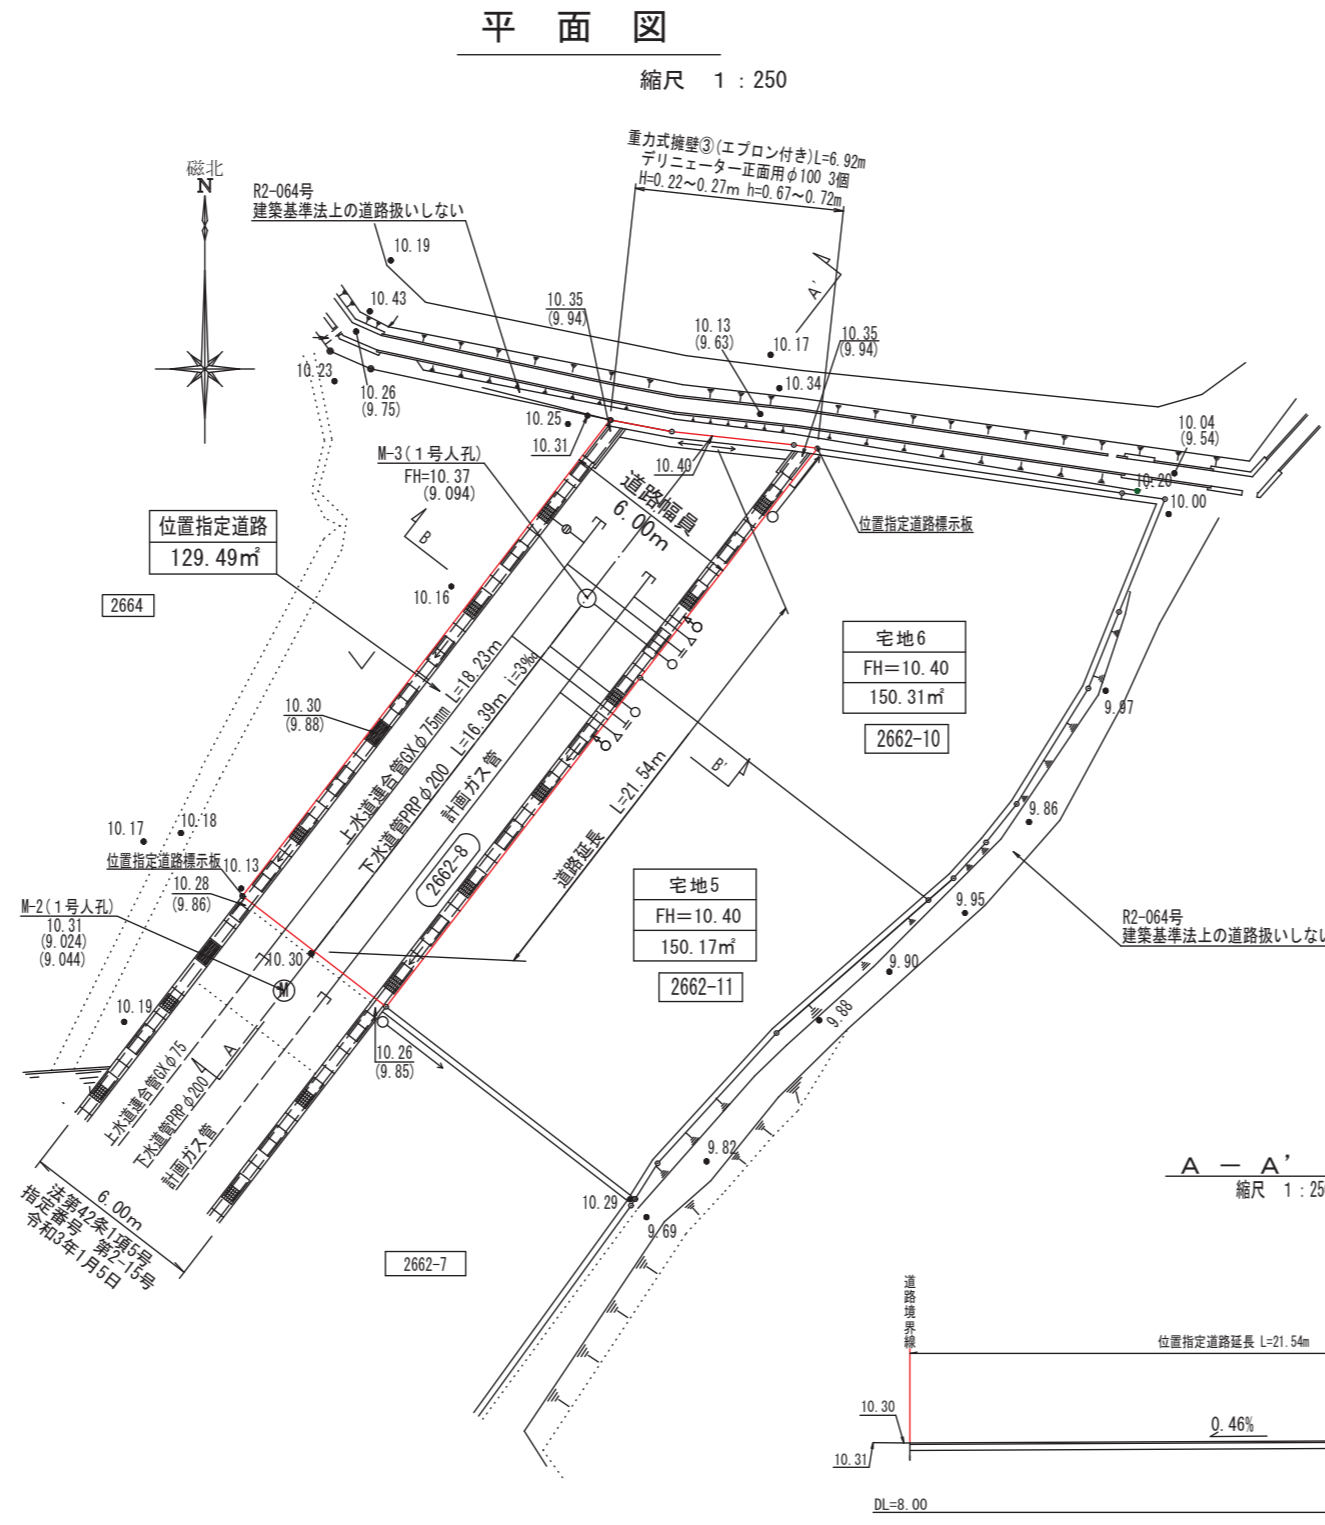 平 面 図
縮尺 1 : 250
重力式擁壁③(エプロン付き)L=6.92m
デリニェーター正面用φ100 3個
H=0.22～0.27m h=0.67～0.72m
磁北
N
R2-064号
建築基準法上の道路扱いしない
10.19
10.43
10.35
(9.94)
10.13
(9.63)
10.17
A'
10.35
(9.94)
10.34
10.23
10.26
(9.75)
10.25
10.31
10.40
10.04
(9.54)
10.20
10.00
M-3(1号人孔)
FH=10.37
(9.094)
道路幅員
6.00m
位置指定道路標示板
位置指定道路
129.49㎡
B
10.16
2664
宅地6
FH=10.40
150.31㎡
2662-10
9.97
10.30
(9.88)
上水道連合管GXφ75mm L=18.23m
下水道管PRPφ200 L=16.39m i=3‰
計画ガス管
2662-8
道路延長 L=21.54m
B'
9.86
10.17
10.18
位置指定道路標示板
10.13
10.28
(9.86)
宅地5
FH=10.40
150.17㎡
2662-11
9.95
R2-064号
建築基準法上の道路扱いしない
M-2(1号人孔)
10.31
(9.024)
(9.044)
10.30
M
9.90
9.88
10.19
10.26
(9.85)
A
上水道連合管GXφ75
下水道管PRPφ200
計画ガス管
9.82
6.00m
法第42条1項5号
指定番号 第2-15号
令和3年1月5日
10.29
9.69
2662-7
A － A'
縮尺 1 : 25
道路境界線
位置指定道路延長 L=21.54m
10.30
0.46%
10.31
DL=8.00